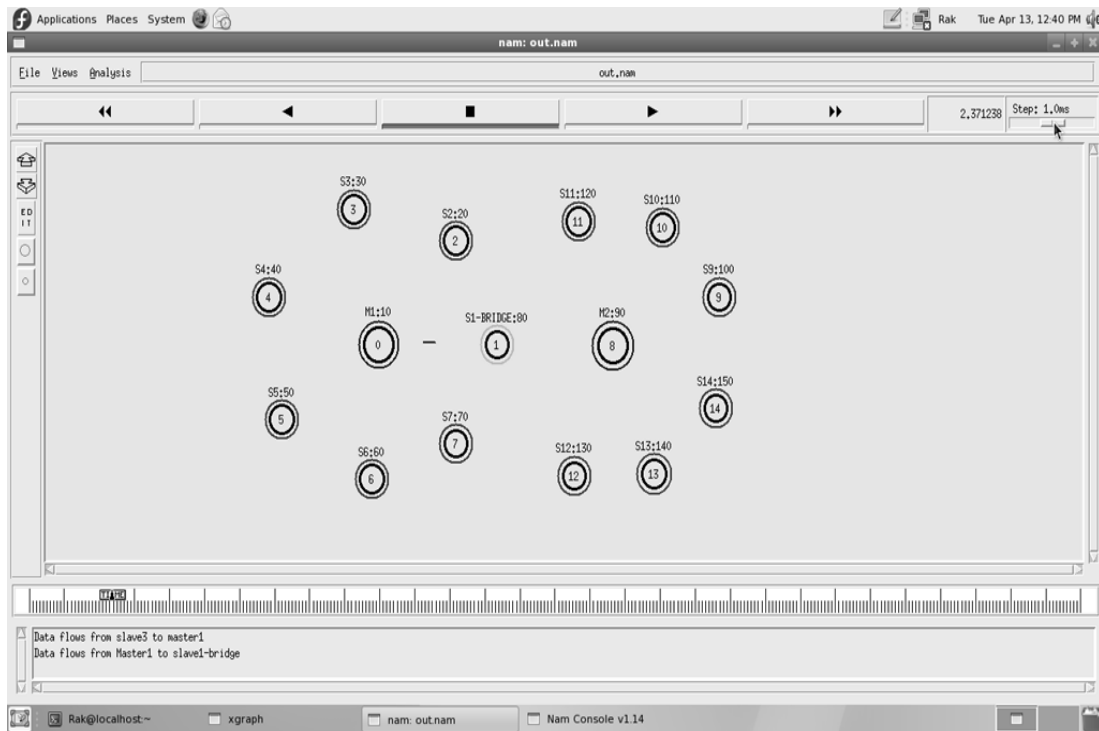 Applications Places System Rak Tue Apr 13, 12:40 PM
nam: out.nam
File Views Analysis out.nam
2.371238 Step: 1.0ms
ED
IT
S3:30
3
S2:20
2
S11:120
11
S10:110
10
S4:40
4
S9:100
9
M1:10
0
S1-BRIDGE:80
1
M2:90
8
S5:50
5
S14:150
14
S7:70
7
S6:60
6
S12:130
12
S13:140
13
TIME
Data flows from slave3 to master1
Data flows from Master1 to slave1-bridge
Rak@localhost:~ xgraph nam: out.nam Nam Console v1.14